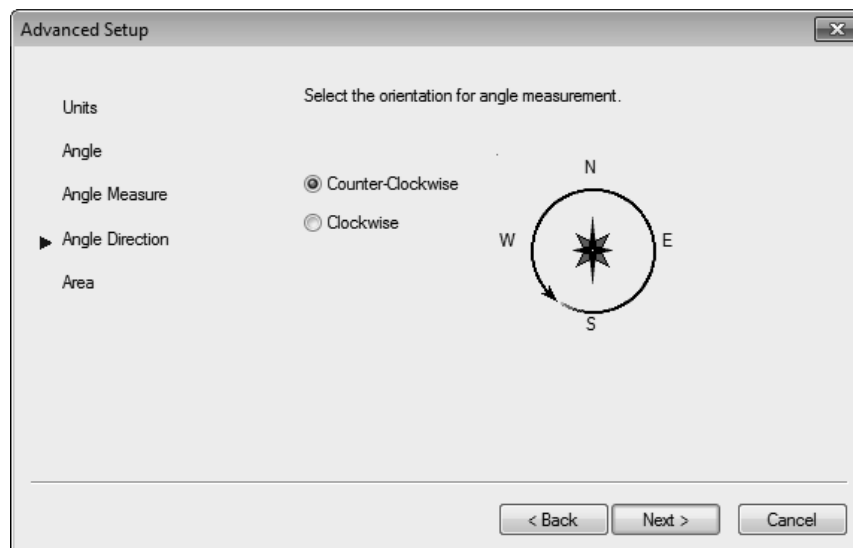 Advanced Setup
Units
Angle
Angle Measure
Angle Direction
Area
Select the orientation for angle measurement.
Counter-Clockwise
Clockwise
N
W
E
S
< Back
Next >
Cancel